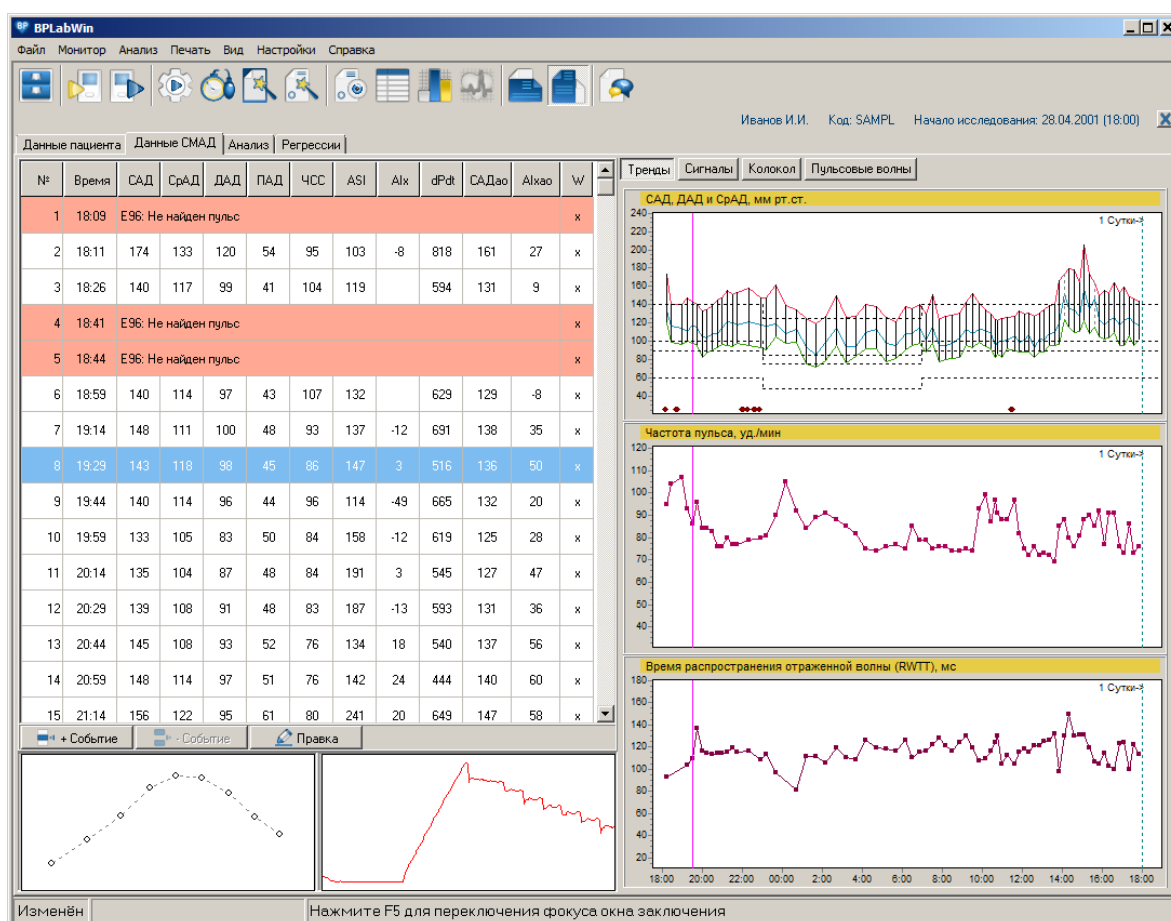 BPLabWin
Файл Монитор Анализ Печать Вид Настройки Справка
Иванов И.И. Код: SAMPL Начало исследования: 28.04.2001 (18:00)
Данные пациента Данные СМАД Анализ Регрессии
№ Время САД СрАД ДАД ПАД ЧСС ASI AIx dPdt САДао AIxao W
1 18:09 E96: Не найден пульс x
2 18:11 174 133 120 54 95 103 -8 818 161 27 x
3 18:26 140 117 99 41 104 119 594 131 9 x
4 18:41 E96: Не найден пульс x
5 18:44 E96: Не найден пульс x
6 18:59 140 114 97 43 107 132 629 129 -8 x
7 19:14 148 111 100 48 93 137 -12 691 138 35 x
8 19:29 143 118 98 45 86 147 3 516 136 50 x
9 19:44 140 114 96 44 96 114 -49 665 132 20 x
10 19:59 133 105 83 50 84 158 -12 619 125 28 x
11 20:14 135 104 87 48 84 191 3 545 127 47 x
12 20:29 139 108 91 48 83 187 -13 593 131 36 x
13 20:44 145 108 93 52 76 134 18 540 137 56 x
14 20:59 148 114 97 51 76 142 24 444 140 60 x
15 21:14 156 122 95 61 80 241 20 649 147 58 x
+ Событие - Событие Правка
Тренды Сигналы Колокол Пульсовые волны
САД, ДАД и СрАД, мм рт.ст.
1 Сутки->
240
220
200
180
160
140
120
100
80
60
40
Частота пульса, уд./мин
1 Сутки->
120
110
100
90
80
70
60
50
40
Время распространения отраженной волны (RWTT), мс
1 Сутки->
180
160
140
120
100
80
60
40
20
18:00 20:00 22:00 00:00 2:00 4:00 6:00 8:00 10:00 12:00 14:00 16:00 18:00
Изменён Нажмите F5 для переключения фокуса окна заключения